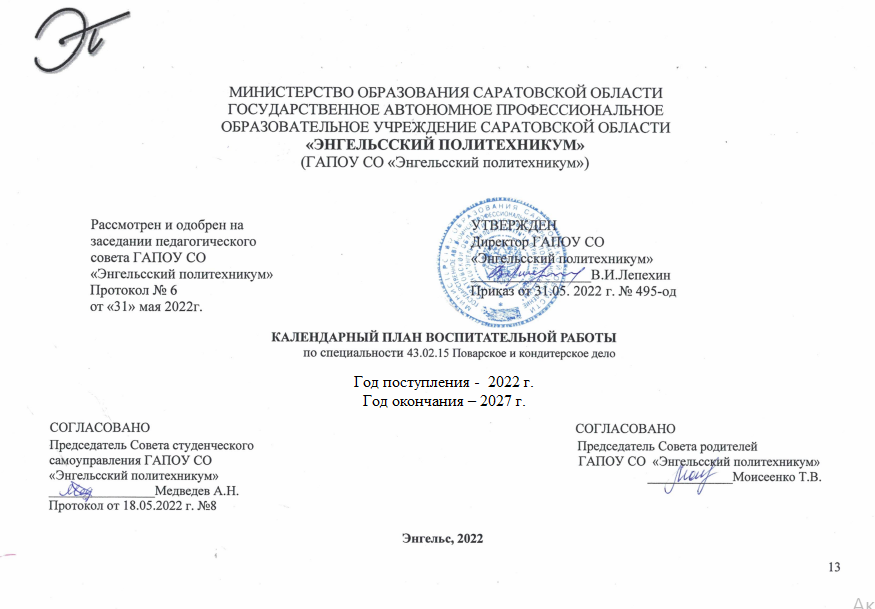 ЭП
МИНИСТЕРСТВО ОБРАЗОВАНИЯ САРАТОВСКОЙ ОБЛАСТИ
ГОСУДАРСТВЕННОЕ АВТОНОМНОЕ ПРОФЕССИОНАЛЬНОЕ
ОБРАЗОВАТЕЛЬНОЕ УЧРЕЖДЕНИЕ САРАТОВСКОЙ ОБЛАСТИ
«ЭНГЕЛЬССКИЙ ПОЛИТЕХНИКУМ»
(ГАПОУ СО «Энгельсский политехникум»)
Рассмотрен и одобрен на
заседании педагогического
совета ГАПОУ СО
«Энгельсский политехникум»
Протокол № 6
от «31» мая 2022г.
УТВЕРЖДЕН
Директор ГАПОУ СО
«Энгельсский политехникум»
В.И.Лепехин
Приказ от 31.05. 2022 г. № 495-од
КАЛЕНДАРНЫЙ ПЛАН ВОСПИТАТЕЛЬНОЙ РАБОТЫ
по специальности 43.02.15 Поварское и кондитерское дело
Год поступления - 2022 г.
Год окончания – 2027 г.
СОГЛАСОВАНО
Председатель Совета студенческого
самоуправления ГАПОУ СО
«Энгельсский политехникум»
Медведев А.Н.
Протокол от 18.05.2022 г. №8
СОГЛАСОВАНО
Председатель Совета родителей
ГАПОУ СО «Энгельсский политехникум»
Моисеенко Т.В.
Энгельс, 2022
13
Ак